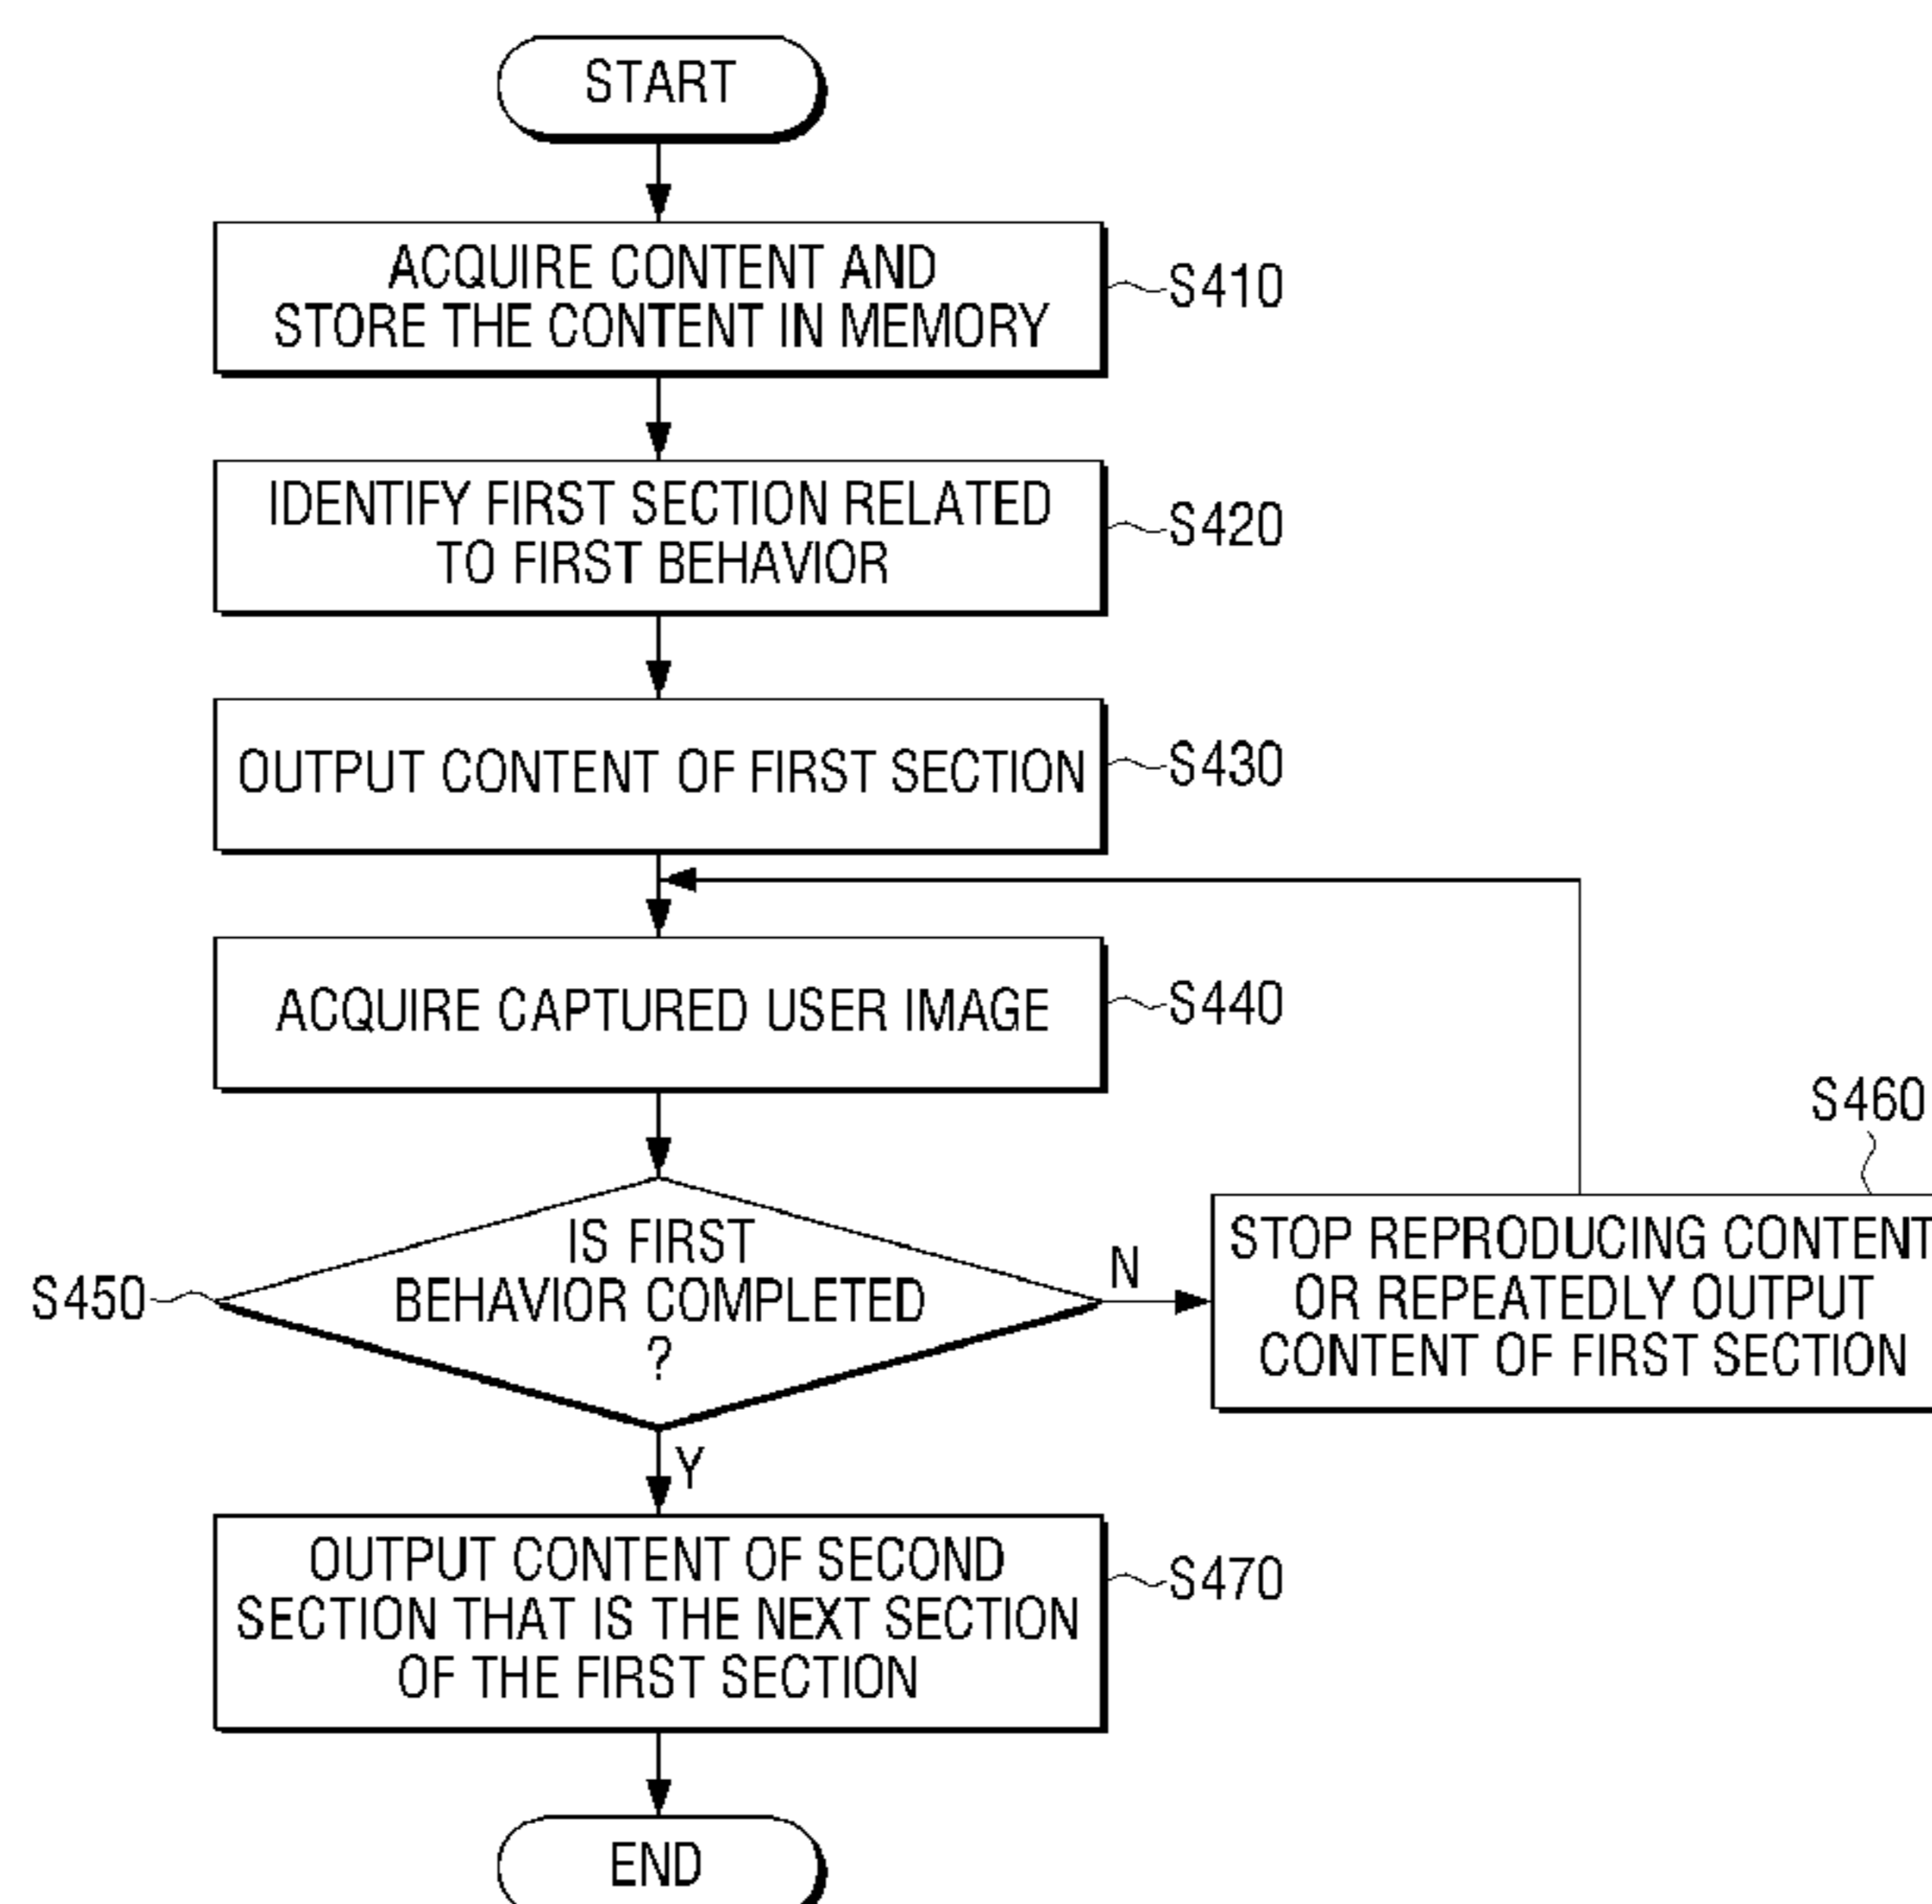 START
ACQUIRE CONTENT AND
STORE THE CONTENT IN MEMORY
S410
IDENTIFY FIRST SECTION RELATED
TO FIRST BEHAVIOR
S420
OUTPUT CONTENT OF FIRST SECTION
S430
ACQUIRE CAPTURED USER IMAGE
S440
IS FIRST
BEHAVIOR COMPLETED
?
S450
N
S460
STOP REPRODUCING CONTENT
OR REPEATEDLY OUTPUT
CONTENT OF FIRST SECTION
Y
OUTPUT CONTENT OF SECOND
SECTION THAT IS THE NEXT SECTION
OF THE FIRST SECTION
S470
END